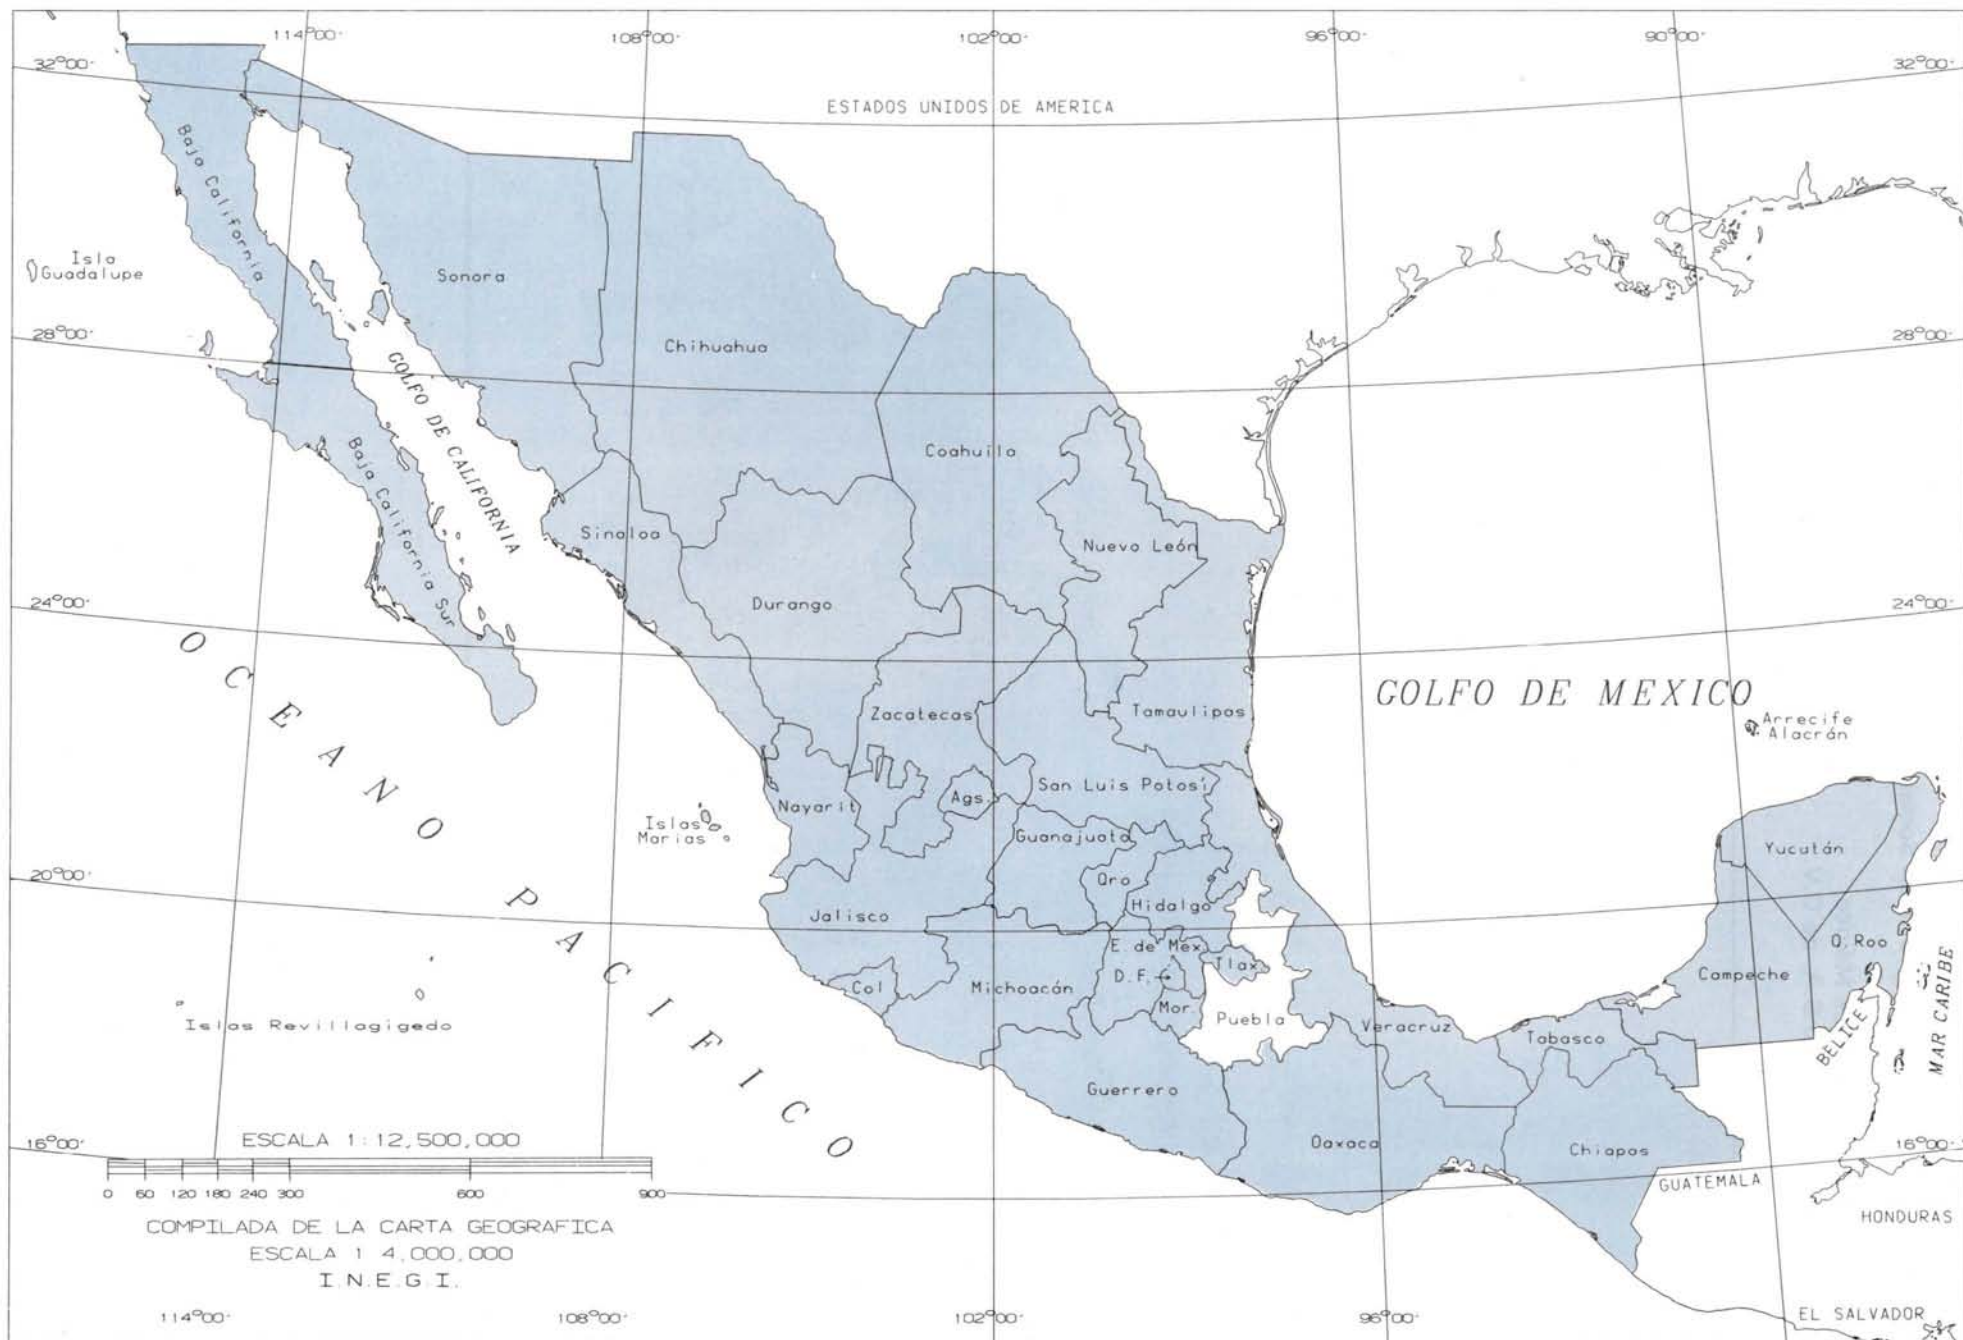 114°00'
108°00'
102°00'
96°00'
90°00'
32°00'
32°00'
ESTADOS UNIDOS DE AMERICA
Baja California
Isla
Guadalupe
Sonora
28°00'
28°00'
Chihuahua
GOLFO DE CALIFORNIA
Coahuila
Baja California Sur
Sinaloa
Nuevo León
24°00'
24°00'
Durango
OCEANO PACIFICO
GOLFO DE MEXICO
Zacatecas
Tamaulipas
Arrecife
Alacrán
San Luis Potosí
Ags.
Nayarit
Islas
Marias
Guanajuato
Yucatán
20°00'
Qro
Hidalgo
Jalisco
Q. Roo
E. de Mex.
Tlax.
D.F.
Campeche
Col
Michoacán
Mor.
Puebla
Veracruz
Tabasco
BELICE
MAR CARIBE
Islas Revillagigedo
Guerrero
16°00'
16°00'
ESCALA 1:12,500,000
Oaxaca
Chiapas
GUATEMALA
0 60 120 180 240 300 600 900
HONDURAS
COMPILADA DE LA CARTA GEOGRAFICA
ESCALA 1 4,000,000
I.N.E.G.I.
114°00'
108°00'
102°00'
96°00'
EL SALVADOR